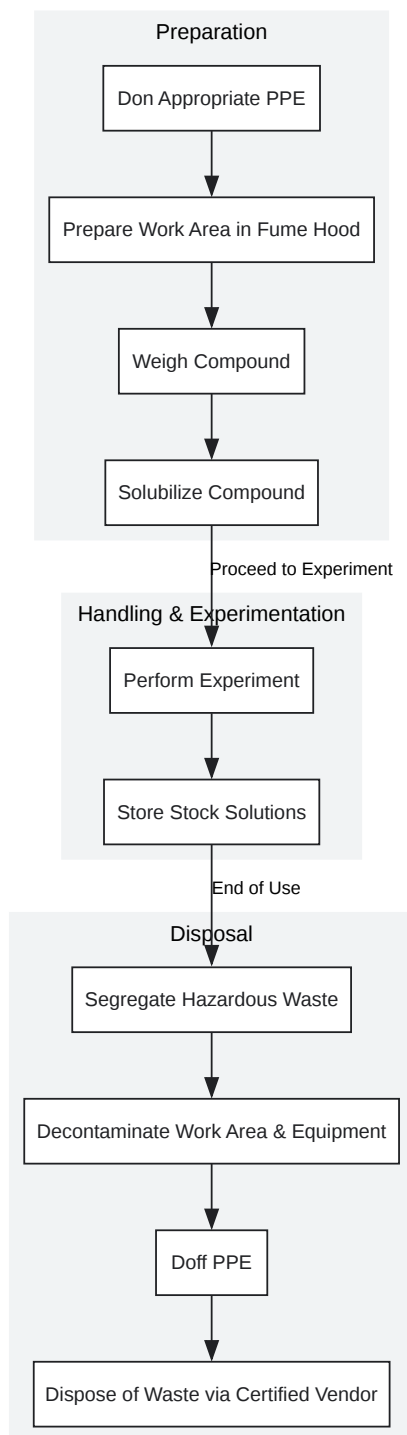 Preparation
Don Appropriate PPE
Prepare Work Area in Fume Hood
Weigh Compound
Solubilize Compound
Proceed to Experiment
Handling & Experimentation
Perform Experiment
Store Stock Solutions
End of Use
Disposal
Segregate Hazardous Waste
Decontaminate Work Area & Equipment
Doff PPE
Dispose of Waste via Certified Vendor